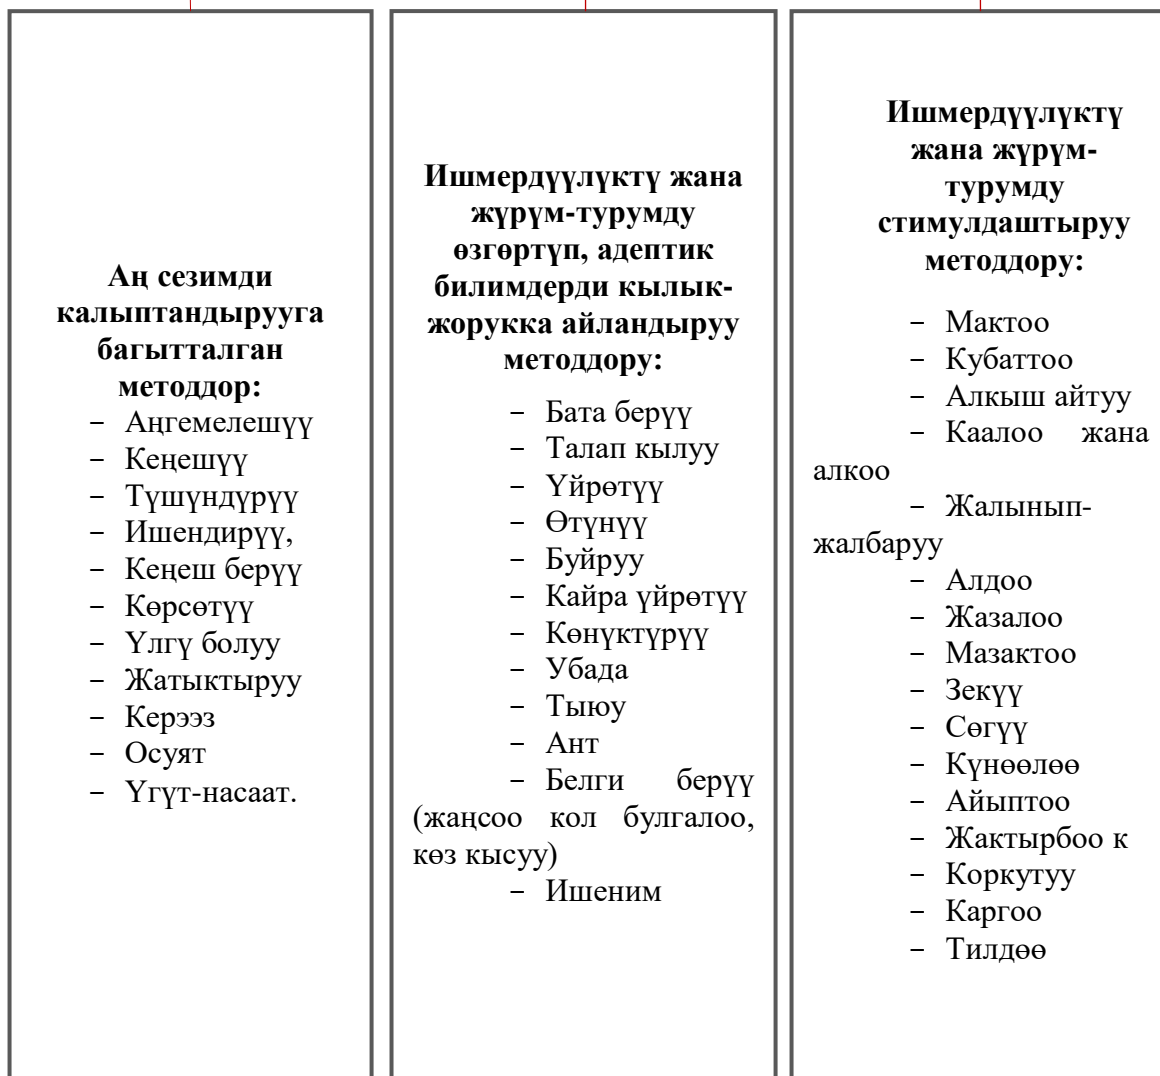 Аң сезимди
калыптандырууга
багытталган
методдор:
– Аңгемелешүү
– Кеңешүү
– Түшүндүрүү
– Ишендирүү,
– Кеңеш берүү
– Көрсөтүү
– Үлгү болуу
– Жатыктыруу
– Керээз
– Осуят
– Үгүт-насаат.
Ишмердүүлүктү жана
жүрүм-турумду
өзгөртүп, адептик
билимдерди кылык-
жорукка айландыруу
методдору:
– Бата берүү
– Талап кылуу
– Үйрөтүү
– Өтүнүү
– Буйруу
– Кайра үйрөтүү
– Көнүктүрүү
– Убада
– Тыюу
– Ант
– Белги берүү
(жаңсоо кол булгалоо,
көз кысуу)
– Ишеним
Ишмердүүлүктү
жана жүрүм-
турумду
стимулдаштыруу
методдору:
– Мактоо
– Кубаттоо
– Алкыш айтуу
– Каалоо жана
алкоо
– Жалынып-
жалбаруу
– Алдоо
– Жазалоо
– Мазактоо
– Зекүү
– Сөгүү
– Күнөөлөө
– Айыптоо
– Жактырбоо к
– Коркутуу
– Каргоо
– Тилдөө